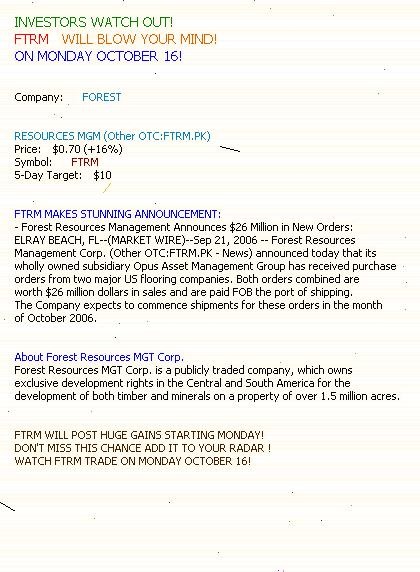 INVESTORS WATCH OUT!
FTRM WILL BLOW YOUR MIND!
ON MONDAY OCTOBER 16!
Company: FOREST
RESOURCES MGM (Other OTC:FTRM.PK)
Price: $0.70 (+16%)
Symbol: FTRM
5-Day Target: $10
FTRM MAKES STUNNING ANNOUNCEMENT:
- Forest Resources Management Announces $26 Million in New Orders:
ELRAY BEACH, FL--(MARKET WIRE)--Sep 21, 2006 -- Forest Resources
Management Corp. (Other OTC:FTRM.PK - News) announced today that its
wholly owned subsidiary Opus Asset Management Group has received purchase
orders from two major US flooring companies. Both orders combined are
worth $26 million dollars in sales and are paid FOB the port of shipping.
The Company expects to commence shipments for these orders in the month
of October 2006.
About Forest Resources MGT Corp.
Forest Resources MGT Corp. is a publicly traded company, which owns
exclusive development rights in the Central and South America for the
development of both timber and minerals on a property of over 1.5 million acres.
FTRM WILL POST HUGE GAINS STARTING MONDAY!
DON'T MISS THIS CHANCE ADD IT TO YOUR RADAR !
WATCH FTRM TRADE ON MONDAY OCTOBER 16!